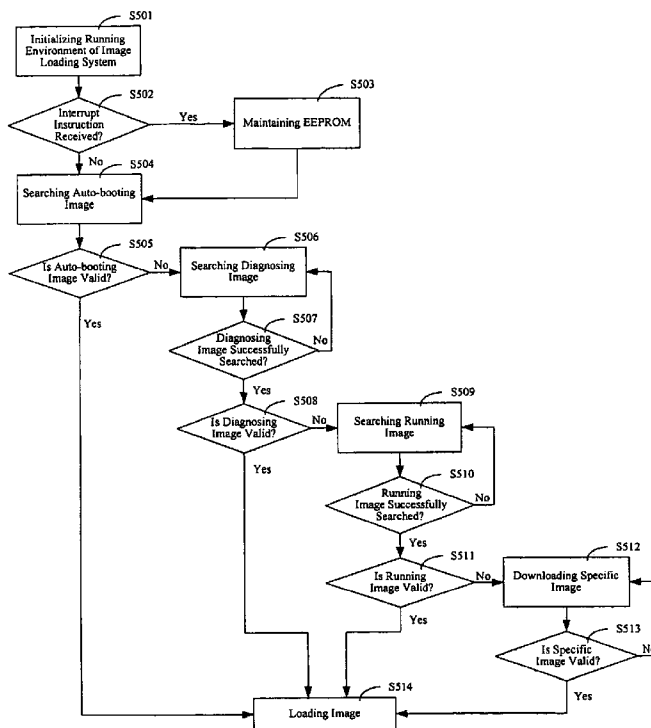 S501
Initializing Running
Environment of Image
Loading System
S502
Interrupt
Instruction
Received?
Yes
No
S503
Maintaining EEPROM
S504
Searching Auto-booting
Image
S505
Is Auto-booting
Image Valid?
No
Yes
S506
Searching Diagnosing
Image
S507
Diagnosing
Image Successfully
Searched?
No
Yes
S508
Is Diagnosing
Image Valid?
No
Yes
S509
Searching Running
Image
S510
Running
Image Successfully
Searched?
No
Yes
S511
Is Running
Image Valid?
No
Yes
S512
Downloading Specific
Image
S513
Is Specific
Image Valid?
No
Yes
S514
Loading Image